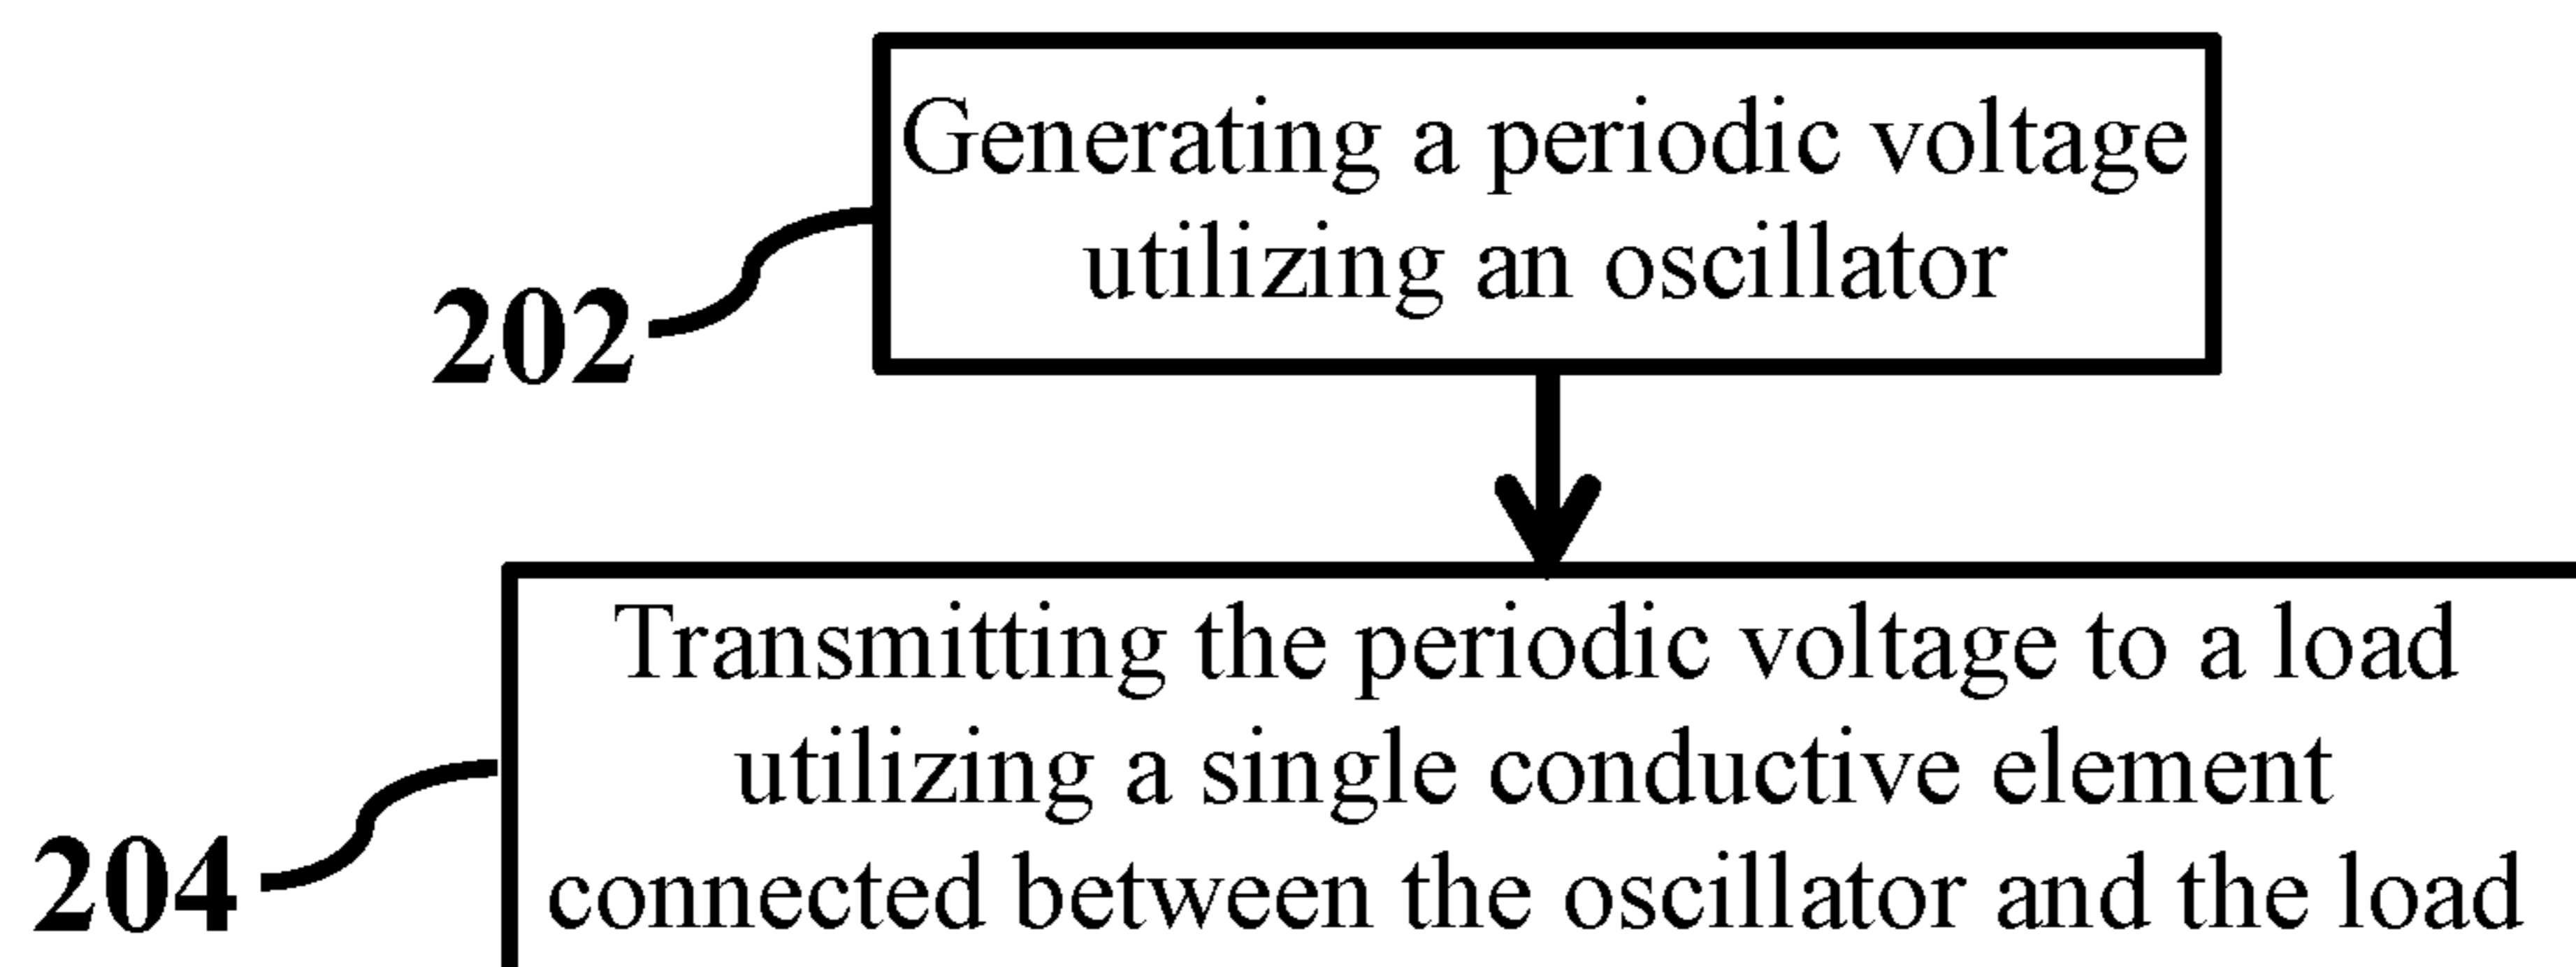 Generating a periodic voltage
utilizing an oscillator
202
Transmitting the periodic voltage to a load
utilizing a single conductive element
connected between the oscillator and the load
204